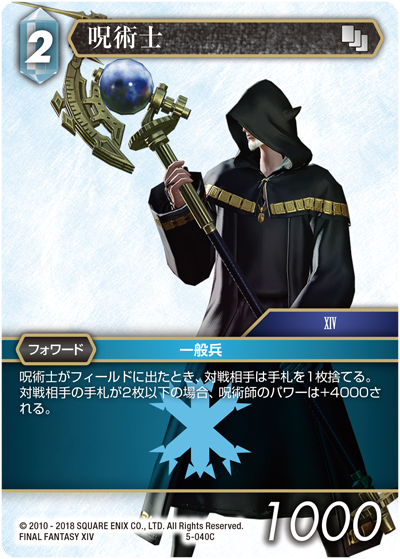 2
呪術士
XIV
フォワード
一般兵
呪術士がフィールドに出たとき、対戦相手は手札を1枚捨てる。
対戦相手の手札が2枚以下の場合、呪術師のパワーは+4000さ
れる。
© 2010 - 2018 SQUARE ENIX CO., LTD. All Rights Reserved.
FINAL FANTASY XIV
5-040C
1000